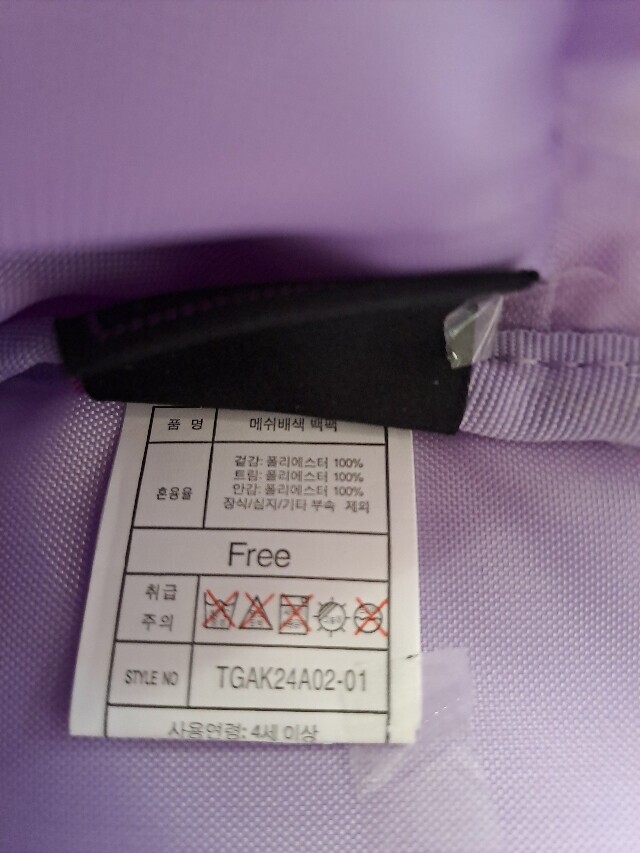 품 명 메쉬배색 백팩
겉감: 폴리에스터 100%
트림: 폴리에스터 100%
혼용율 안감: 폴리에스터 100%
장식/심지/기타 부속 제외
Free
취급
주의
STYLE NO TGAK24A02-01
사용연령: 4세 이상